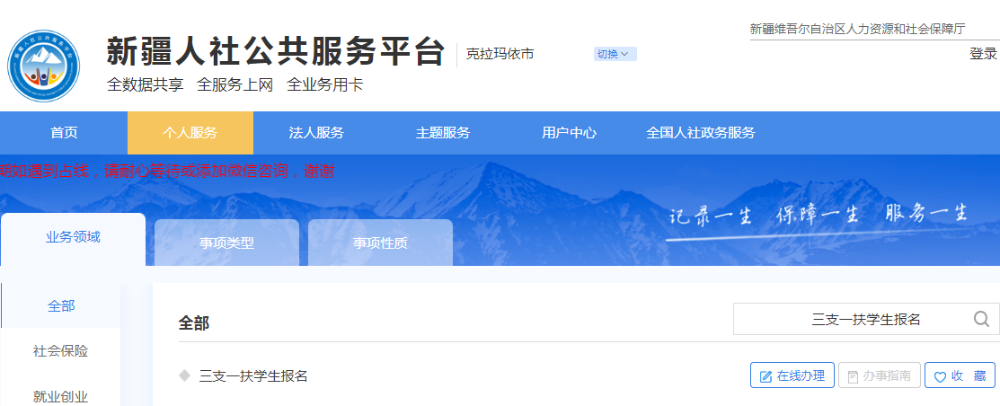 新疆维吾尔自治区人力资源和社会保障厅
新疆人社公共服务平台
克拉玛依市
切换
登录
全数据共享 全服务上网 全业务用卡
首页 个人服务 法人服务 主题服务 用户中心 全国人社政务服务
期如遇到占线，请耐心等待或添加微信咨询，谢谢
记录一生 保障一生 服务一生
业务领域 事项类型 事项性质
全部
社会保险
就业创业
全部
三支一扶学生报名
三支一扶学生报名
在线办理 办事指南 收 藏